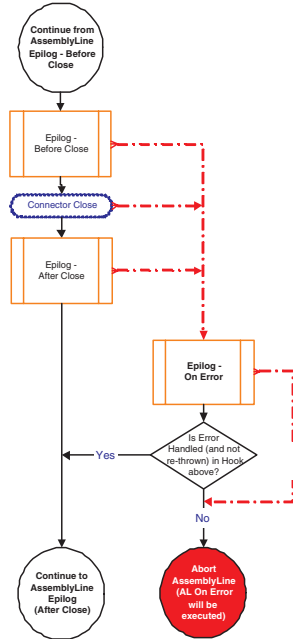 Continue from
AssemblyLine
Epilog - Before
Close
Epilog -
Before Close
Connector Close
Epilog -
After Close
Epilog -
On Error
Is Error
Handled (and not
re-thrown) in Hook
above?
Yes
No
Continue to
AssemblyLine
Epilog
(After Close)
Abort
AssemblyLine
(AL On Error
will be
executed)